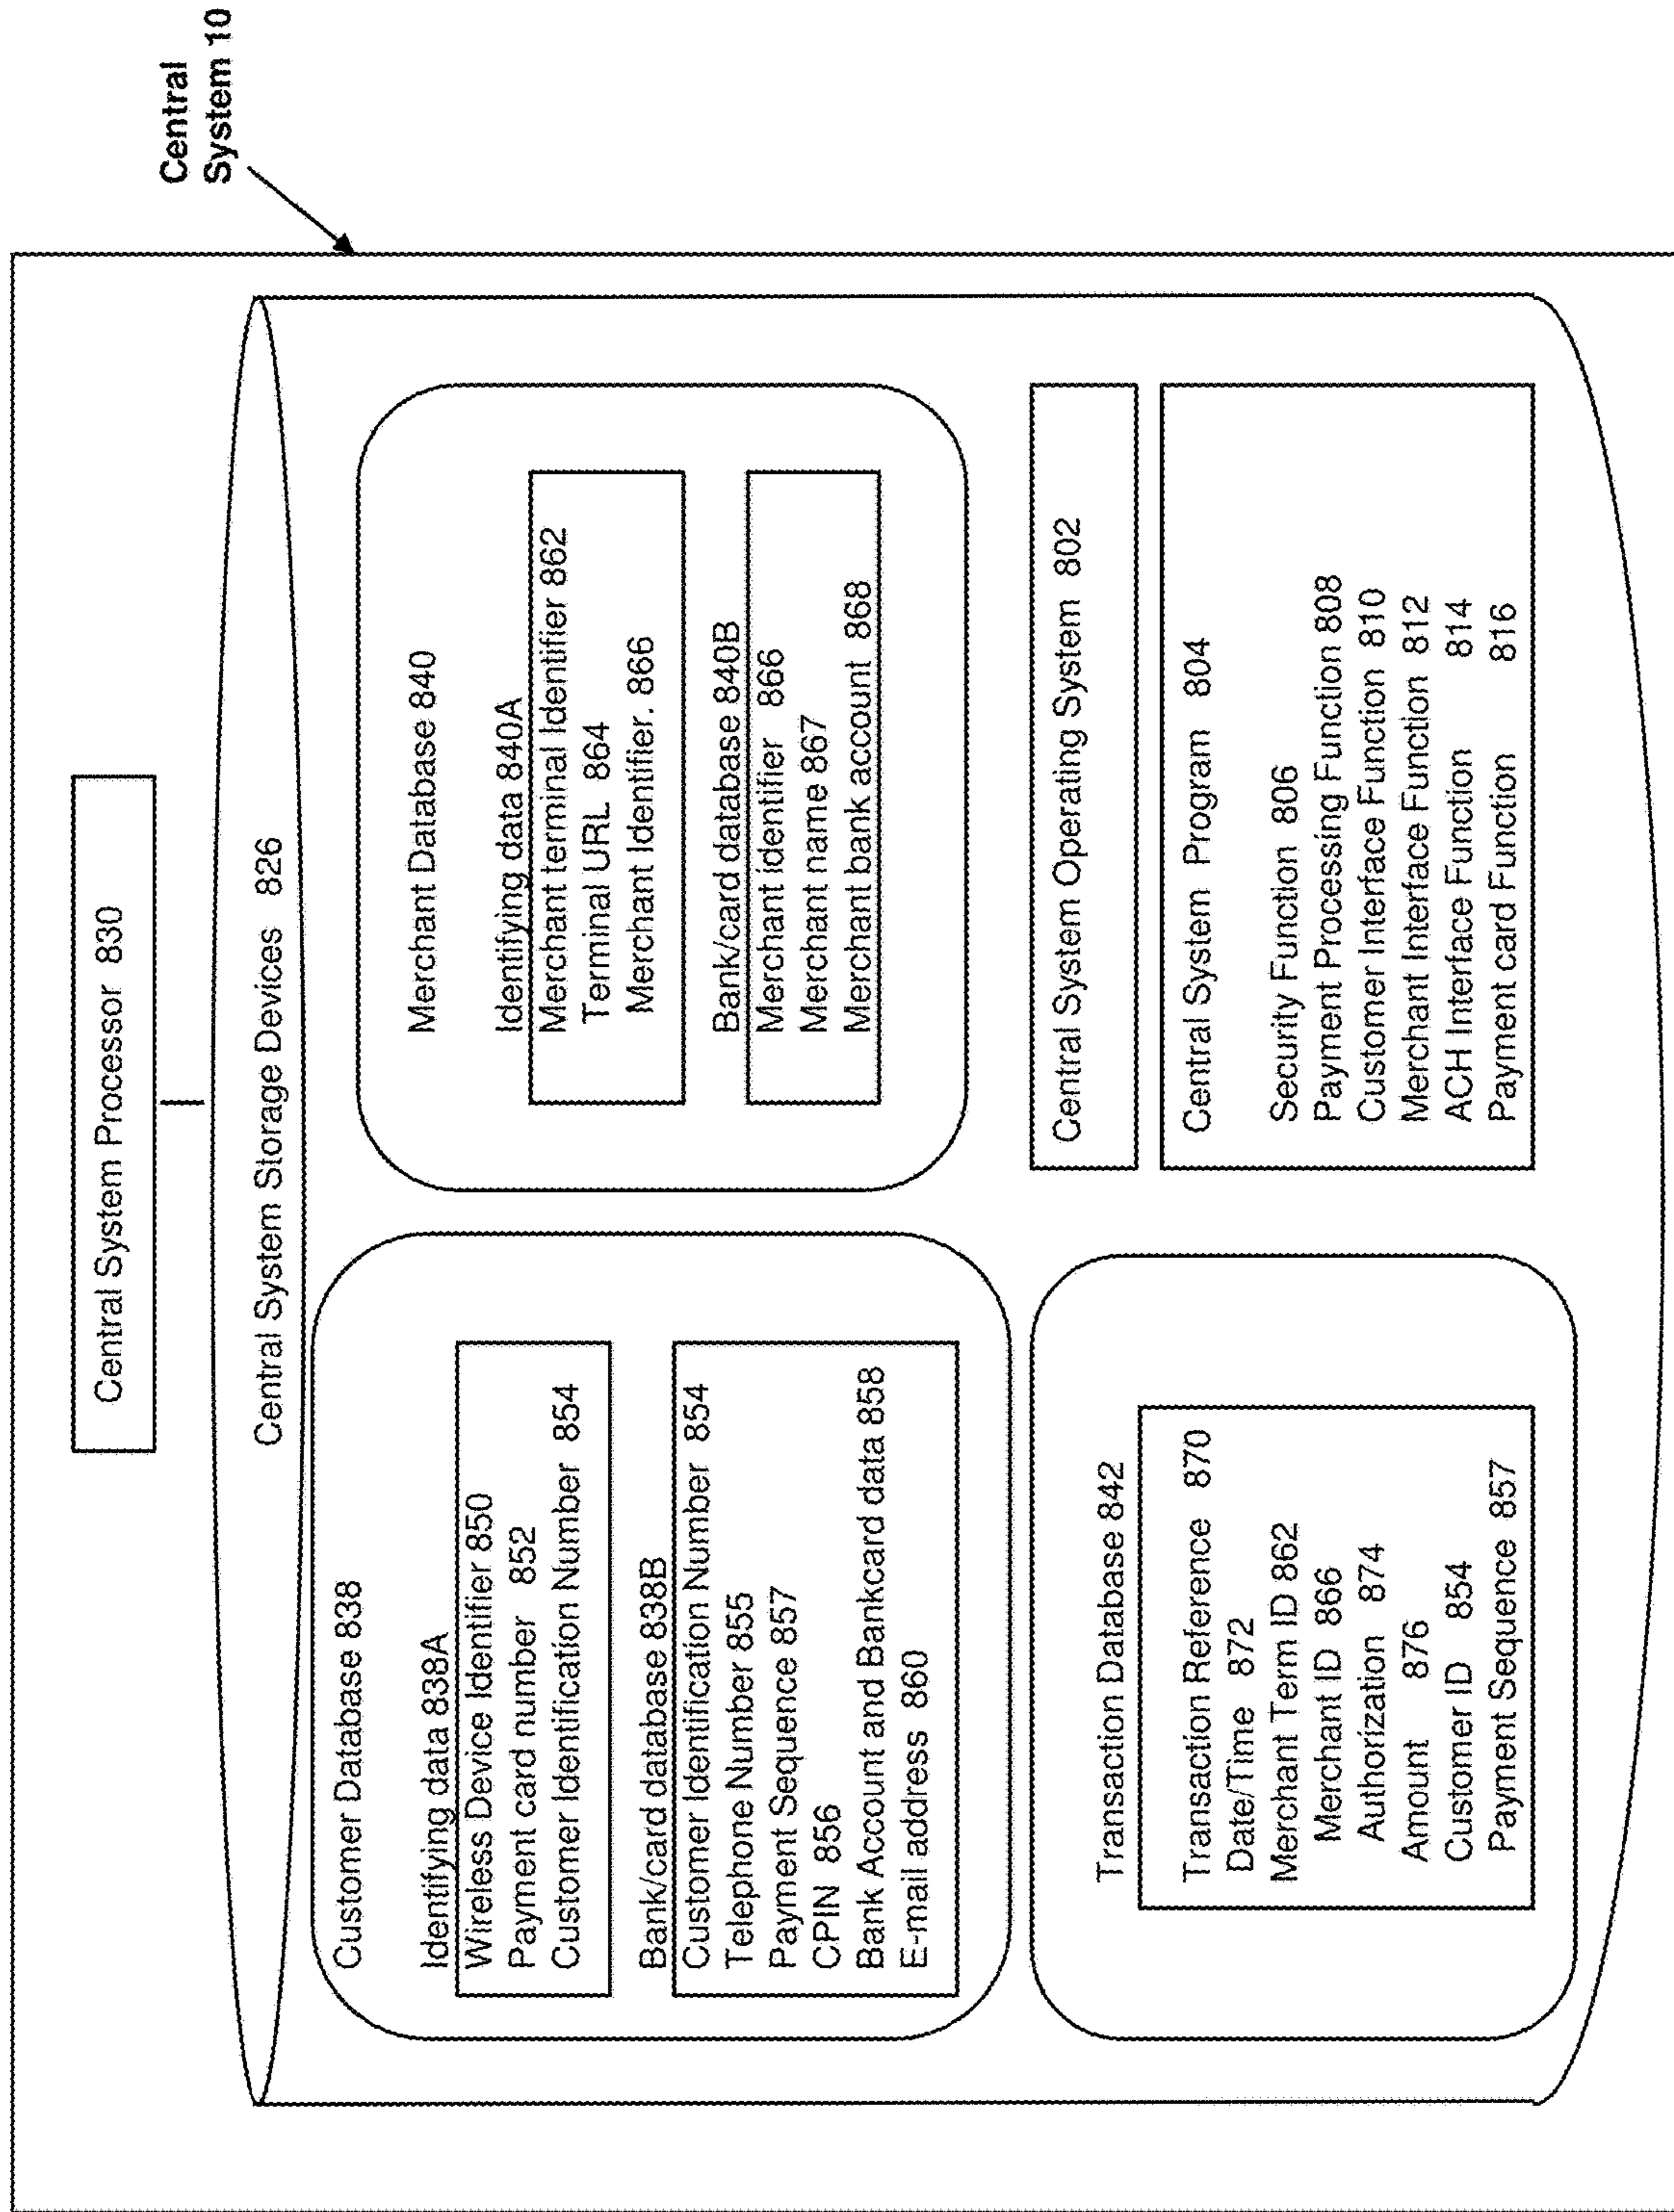 Central
System 10
Central System Processor 830
Central System Storage Devices 826
Customer Database 838
Identifying data 838A
Wireless Device Identifier 850
Payment card number 852
Customer Identification Number 854
Bank/card database 838B
Customer Identification Number 854
Telephone Number 855
Payment Sequence 857
CPIN 856
Bank Account and Bankcard data 858
E-mail address 860
Merchant Database 840
Identifying data 840A
Merchant terminal Identifier 862
Terminal URL 864
Merchant Identifier. 866
Bank/card database 840B
Merchant identifier 866
Merchant name 867
Merchant bank account 868
Transaction Database 842
Transaction Reference 870
Date/Time 872
Merchant Term ID 862
Merchant ID 866
Authorization 874
Amount 876
Customer ID 854
Payment Sequence 857
Central System Operating System 802
Central System Program 804
Security Function 806
Payment Processing Function 808
Customer Interface Function 810
Merchant Interface Function 812
ACH Interface Function 814
Payment card Function 816